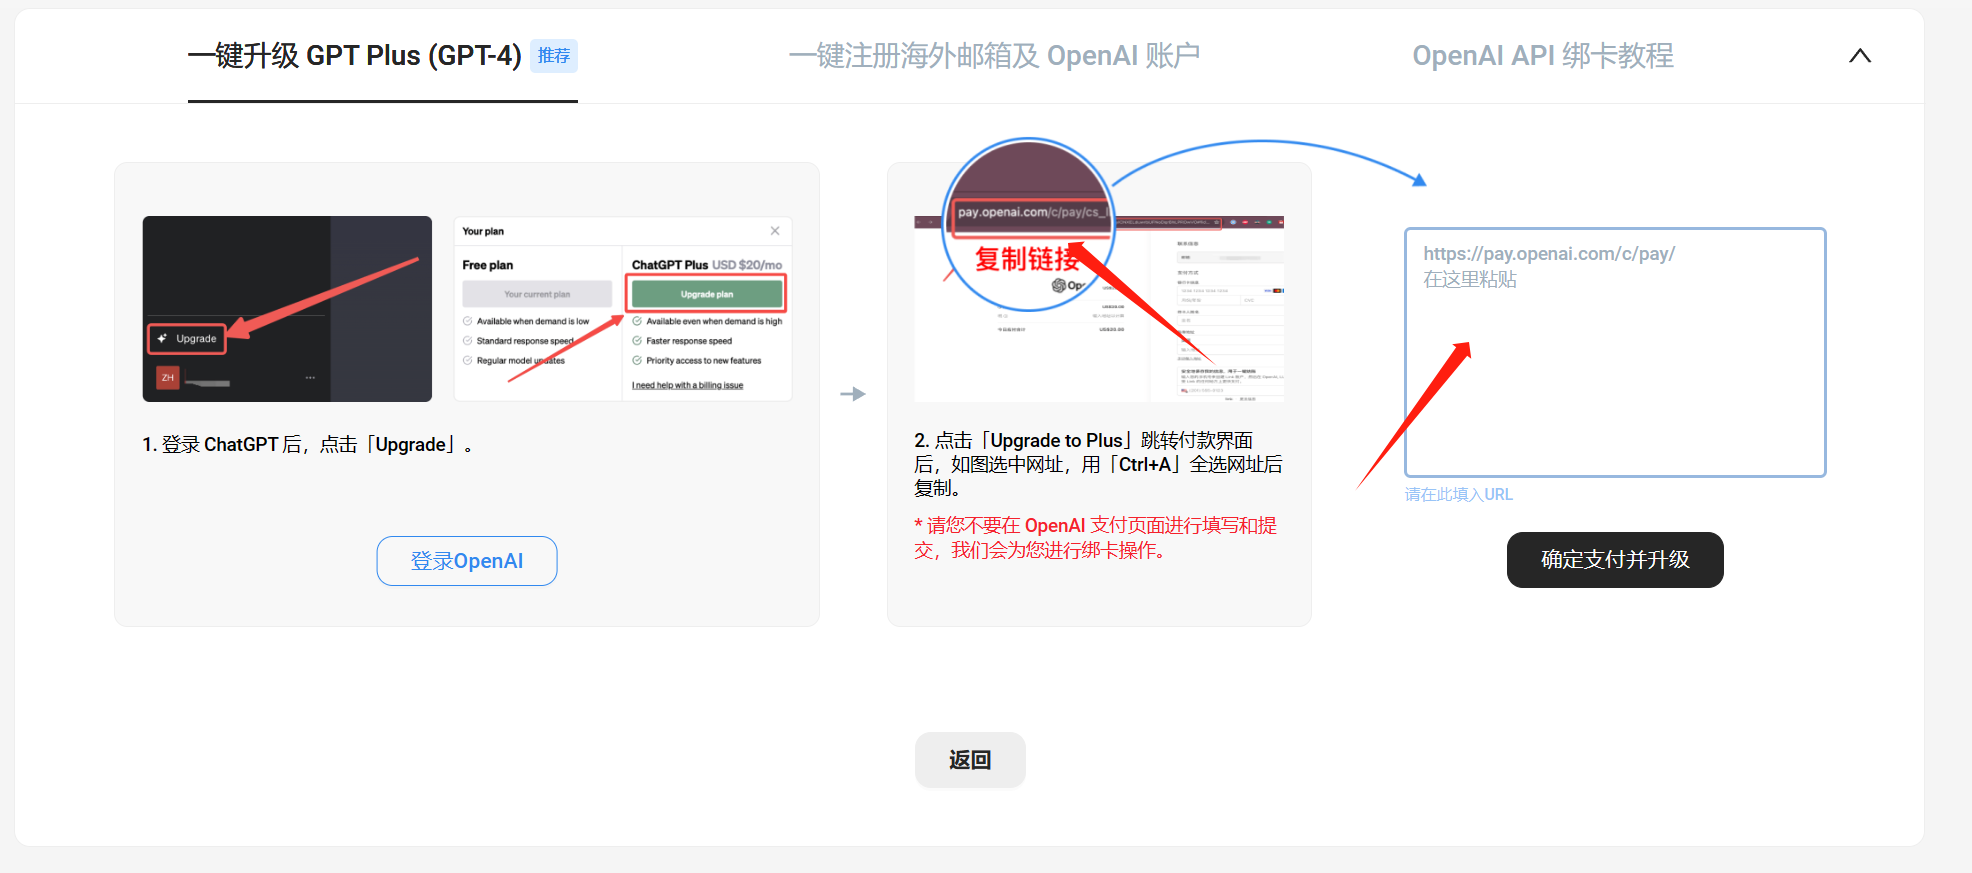 一键升级 GPT Plus (GPT-4) 推荐
一键注册海外邮箱及 OpenAI 账户
OpenAI API 绑卡教程
Upgrade
ZH
Your plan
Free plan
Your current plan
Available when demand is low
Standard response speed
Regular model updates
ChatGPT Plus USD $20/mo
Upgrade plan
Available even when demand is high
Faster response speed
Priority access to new features
I need help with a billing issue
1. 登录 ChatGPT 后，点击「Upgrade」。
登录OpenAI
pay.openai.com/c/pay/cs_l
复制链接
2. 点击「Upgrade to Plus」跳转付款界面
后，如图选中网址，用「Ctrl+A」全选网址后
复制。
* 请您不要在 OpenAI 支付页面进行填写和提
交，我们会为您进行绑卡操作。
https://pay.openai.com/c/pay/
在这里粘贴
请在此填入URL
确定支付并升级
返回